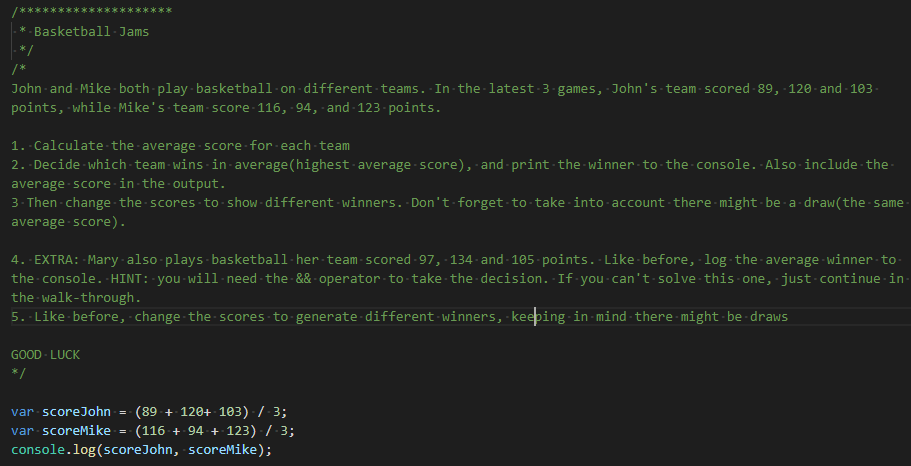 /********************
* Basketball Jams
*/
/*
John and Mike both play basketball on different teams. In the latest 3 games, John's team scored 89, 120 and 103
points, while Mike's team score 116, 94, and 123 points.
1. Calculate the average score for each team
2. Decide which team wins in average(highest average score), and print the winner to the console. Also include the
average score in the output.
3 Then change the scores to show different winners. Don't forget to take into account there might be a draw(the same
average score).
4. EXTRA: Mary also plays basketball her team scored 97, 134 and 105 points. Like before, log the average winner to
the console. HINT: you will need the && operator to take the decision. If you can't solve this one, just continue in
the walk-through.
5. Like before, change the scores to generate different winners, keeping in mind there might be draws
GOOD LUCK
*/
var scoreJohn = (89 + 120+ 103) / 3;
var scoreMike = (116 + 94 + 123) / 3;
console.log(scoreJohn, scoreMike);